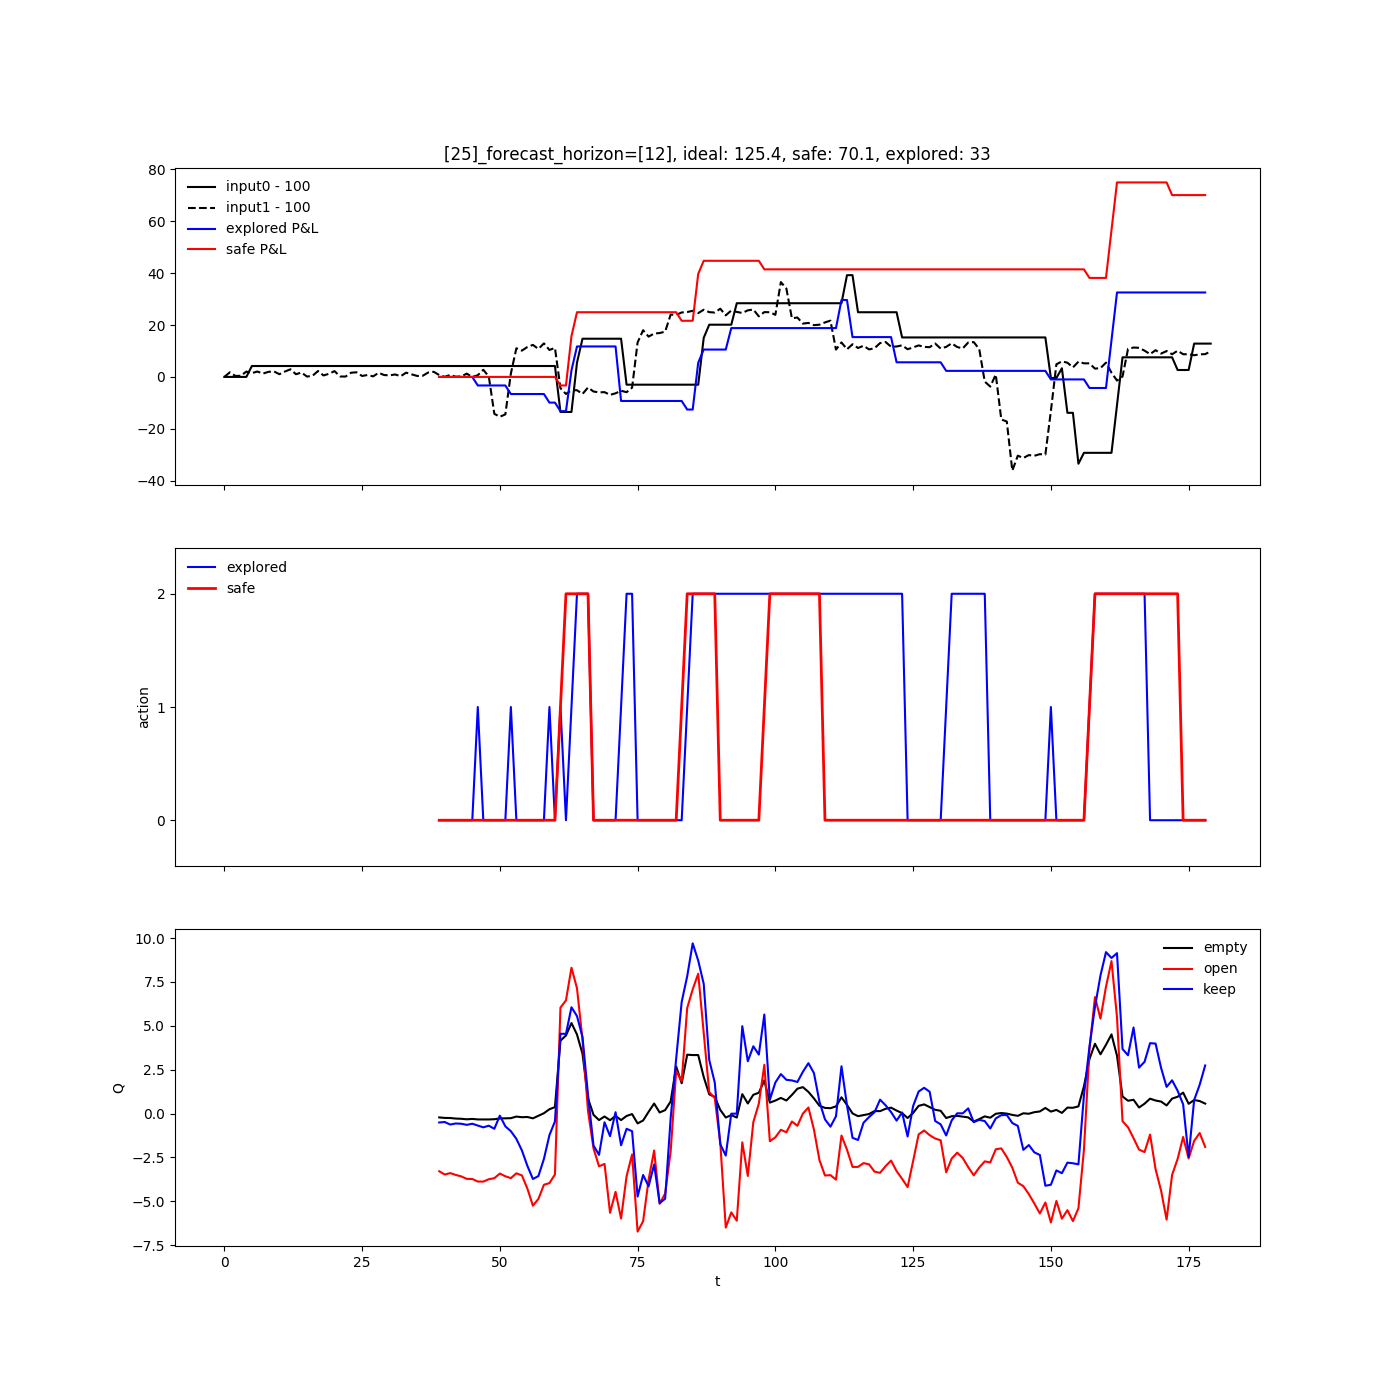 [25]_forecast_horizon=[12], ideal: 125.4, safe: 70.1, explored: 33
80
60
40
20
0
−20
−40
input0 - 100
input1 - 100
explored P&L
safe P&L
2
1
0
action
explored
safe
10.0
7.5
5.0
2.5
0.0
−2.5
−5.0
−7.5
Q
empty
open
keep
0 25 50 75 100 125 150 175
t